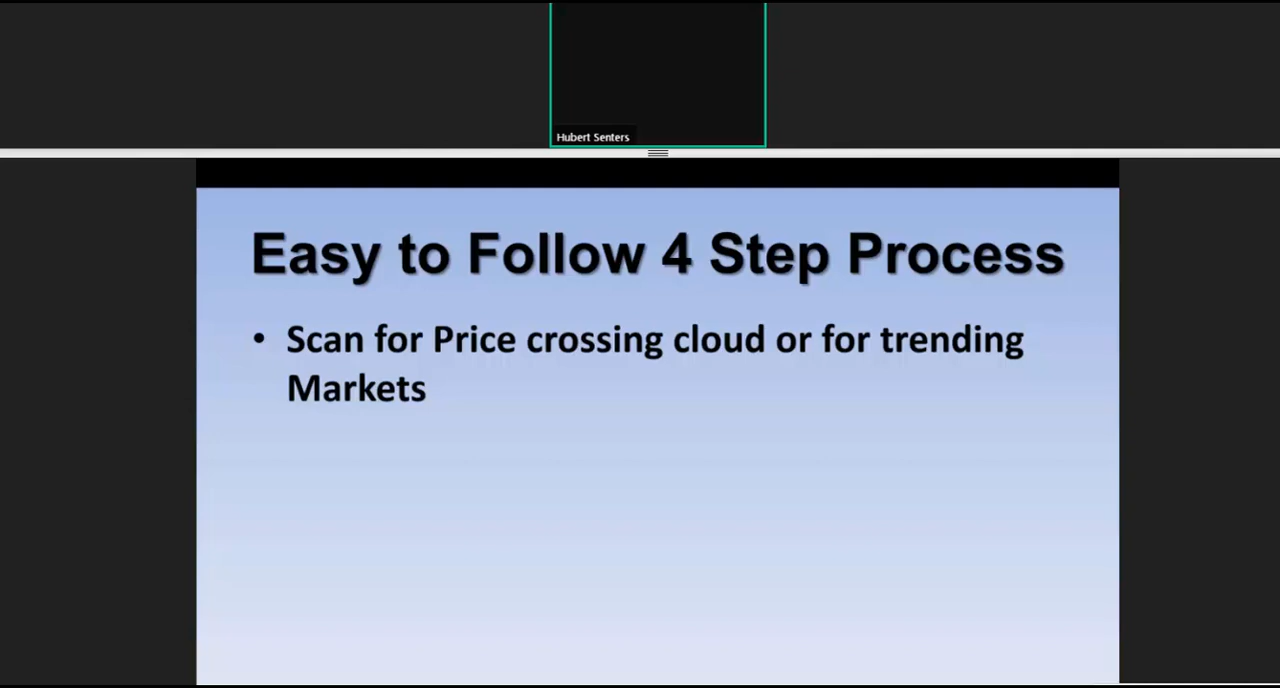 Hubert Senters
Easy to Follow 4 Step Process
• Scan for Price crossing cloud or for trending
Markets